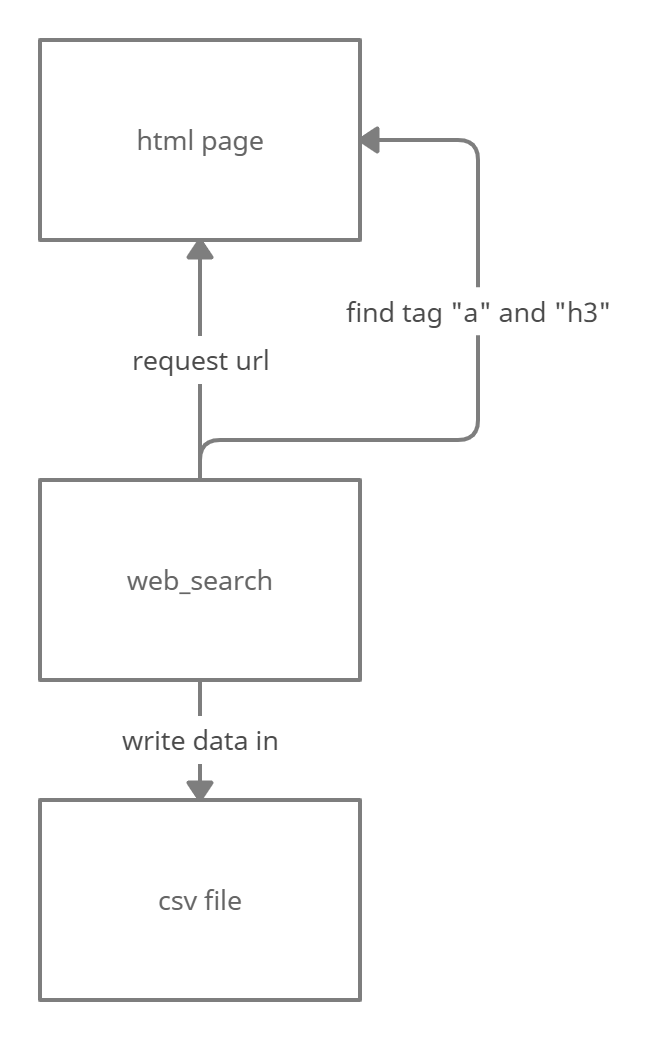 html page
find tag "a" and "h3"
request url
web_search
write data in
csv file